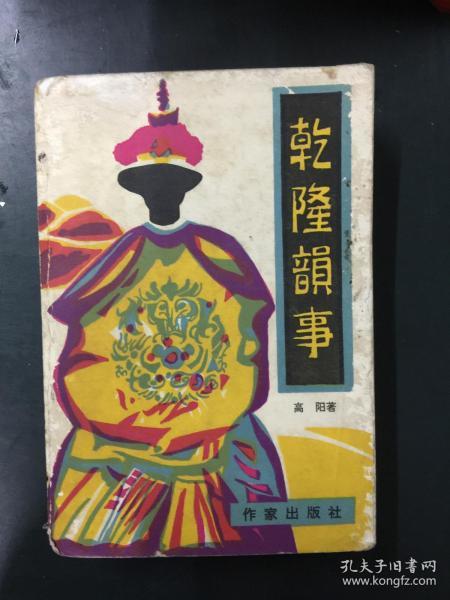 乾隆韻事
高 阳著
作家出版社
孔夫子旧书网
www.kongfz.com